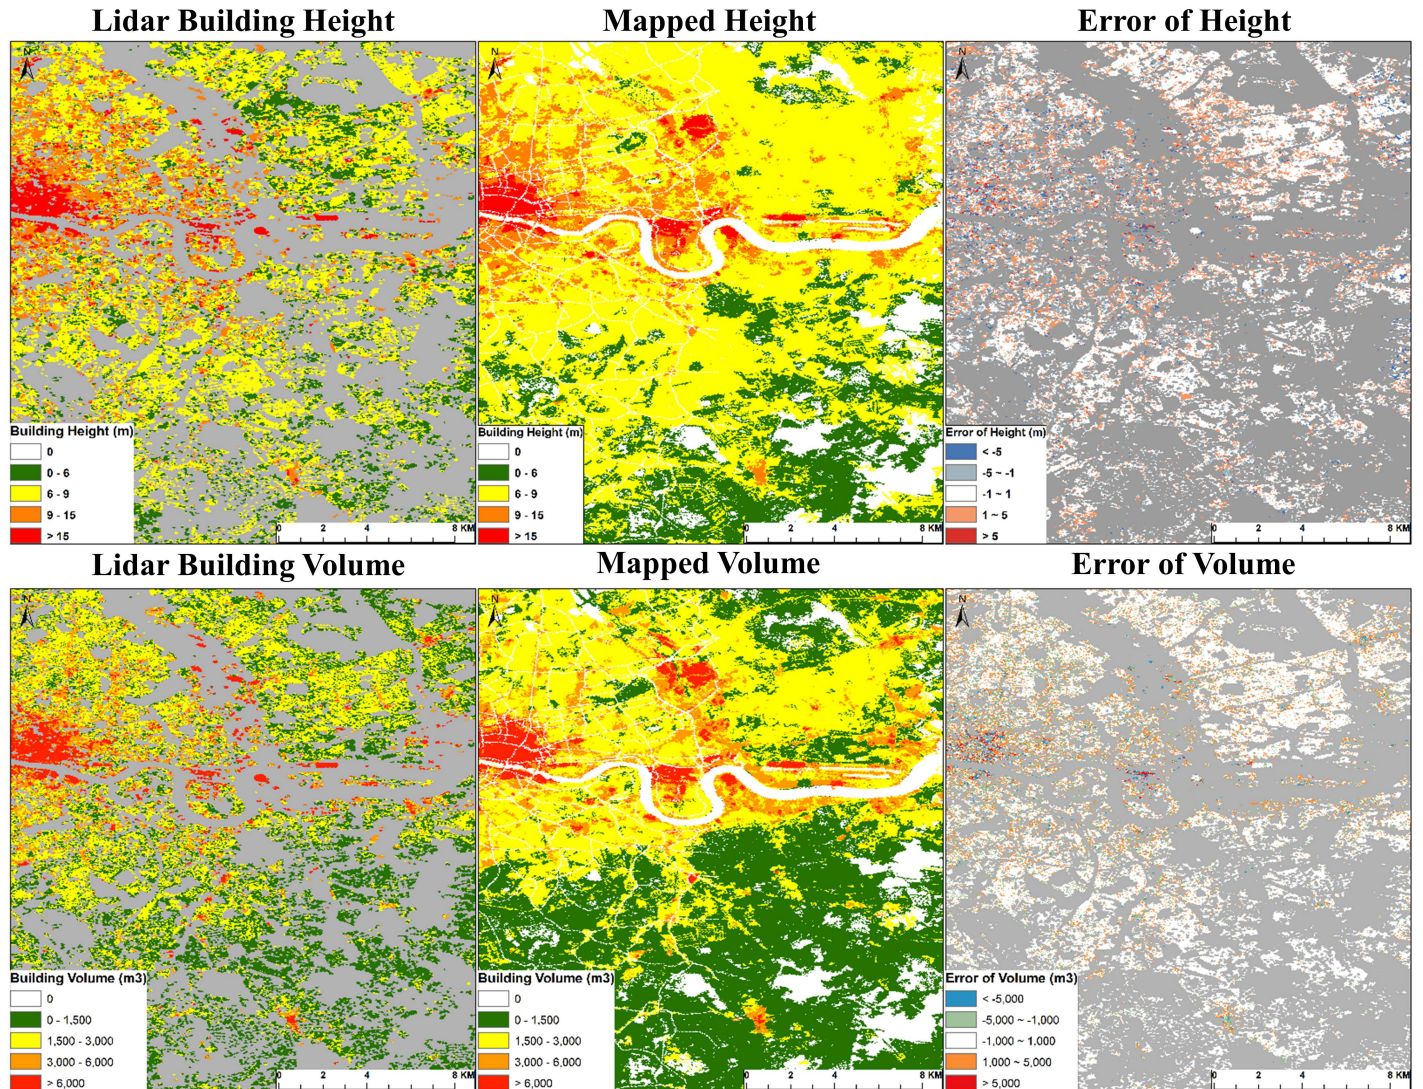 Lidar Building Height
Mapped Height
Error of Height
N
N
N
Building Height (m)
0
0 - 6
6 - 9
9 - 15
> 15
0 2 4 8 KM
Building Height (m)
0
0 - 6
6 - 9
9 - 15
> 15
0 2 4 8 KM
Error of Height (m)
< -5
-5 ~ -1
-1 ~ 1
1 ~ 5
> 5
0 2 4 8 KM
Lidar Building Volume
Mapped Volume
Error of Volume
N
N
N
Building Volume (m3)
0
0 - 1,500
1,500 - 3,000
3,000 - 6,000
> 6,000
0 2 4 8 KM
Building Volume (m3)
0
0 - 1,500
1,500 - 3,000
3,000 - 6,000
> 6,000
0 2 4 8 KM
Error of Volume (m3)
< -5,000
-5,000 ~ -1,000
-1,000 ~ 1,000
1,000 ~ 5,000
> 5,000
0 2 4 8 KM